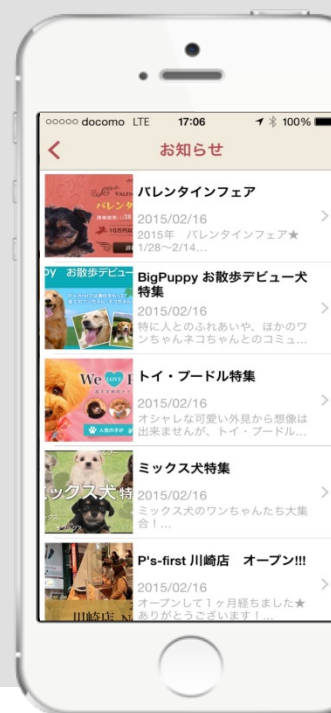 docomo LTE 17:06 100%
お知らせ
バレンタインフェア
2015/02/16
2015年 バレンタインフェア★
1/28~2/14...
お散歩デビュー
BigPuppy お散歩デビュー犬
特集
2015/02/16
特に人とのふれあいや、ほかのワ
ンちゃんネコちゃんとのコミュ...
We LOVE
トイ・プードル特集
2015/02/16
オシャレな可愛い外見から想像は
出来ませんが、トイ・プードル...
ックス犬特
ミックス犬特集
2015/02/16
ミックス犬のワンちゃんたち大集
合!...
P's-first 川崎店 オープン!!!
2015/02/16
オープンして1ヶ月経ちました★
ありがとうございます!...
川崎店